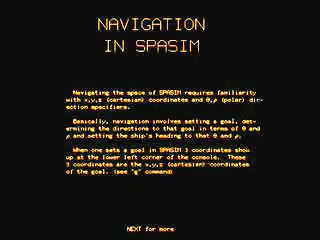 NAVIGATION
IN SPASIM
Navigating the space of SPASIM requires familiarity
with x,y,z (cartesian) coordinates and θ,ρ (polar) dir-
ection specifiers.
Basically, navigation involves setting a goal, det-
ermining the directions to that goal in terms of θ and
ρ and setting the ship's heading to that θ and ρ.
When one sets a goal in SPASIM 3 coordinates show
up at the lower left corner of the console. These
3 coordinates are the x,y,z (cartesian) coordinates
of the goal. (see "g" command)
NEXT for more